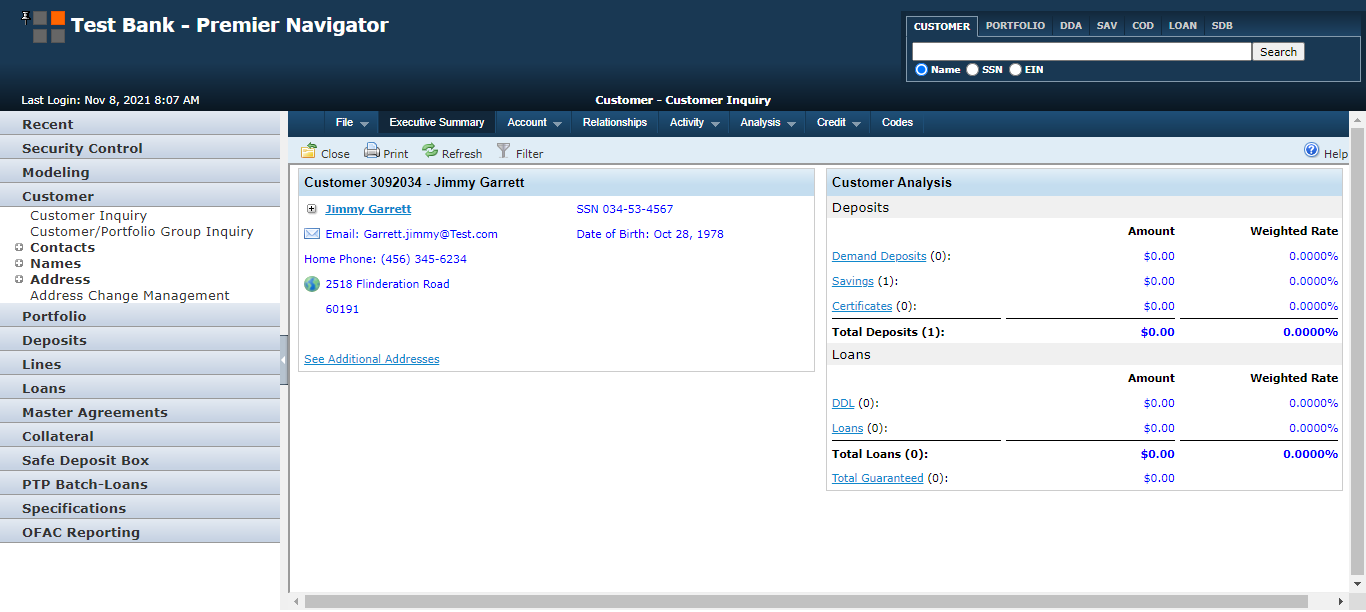 Test Bank - Premier Navigator
CUSTOMER PORTFOLIO DDA SAV COD LOAN SDB
Search
Name SSN EIN
Last Login: Nov 8, 2021 8:07 AM
Customer - Customer Inquiry
Recent
Security Control
Modeling
Customer
Customer Inquiry
Customer/Portfolio Group Inquiry
Contacts
Names
Address
Address Change Management
Portfolio
Deposits
Lines
Loans
Master Agreements
Collateral
Safe Deposit Box
PTP Batch-Loans
Specifications
OFAC Reporting
File Executive Summary Account Relationships Activity Analysis Credit Codes
Close Print Refresh Filter Help
Customer 3092034 - Jimmy Garrett
Jimmy Garrett SSN 034-53-4567
Email: Garrett.jimmy@Test.com Date of Birth: Oct 28, 1978
Home Phone: (456) 345-6234
2518 Flinderation Road
60191
See Additional Addresses
Customer Analysis
Deposits
Amount Weighted Rate
Demand Deposits (0): $0.00 0.0000%
Savings (1): $0.00 0.0000%
Certificates (0): $0.00 0.0000%
Total Deposits (1): $0.00 0.0000%
Loans
Amount Weighted Rate
DDL (0): $0.00 0.0000%
Loans (0): $0.00 0.0000%
Total Loans (0): $0.00 0.0000%
Total Guaranteed (0): $0.00